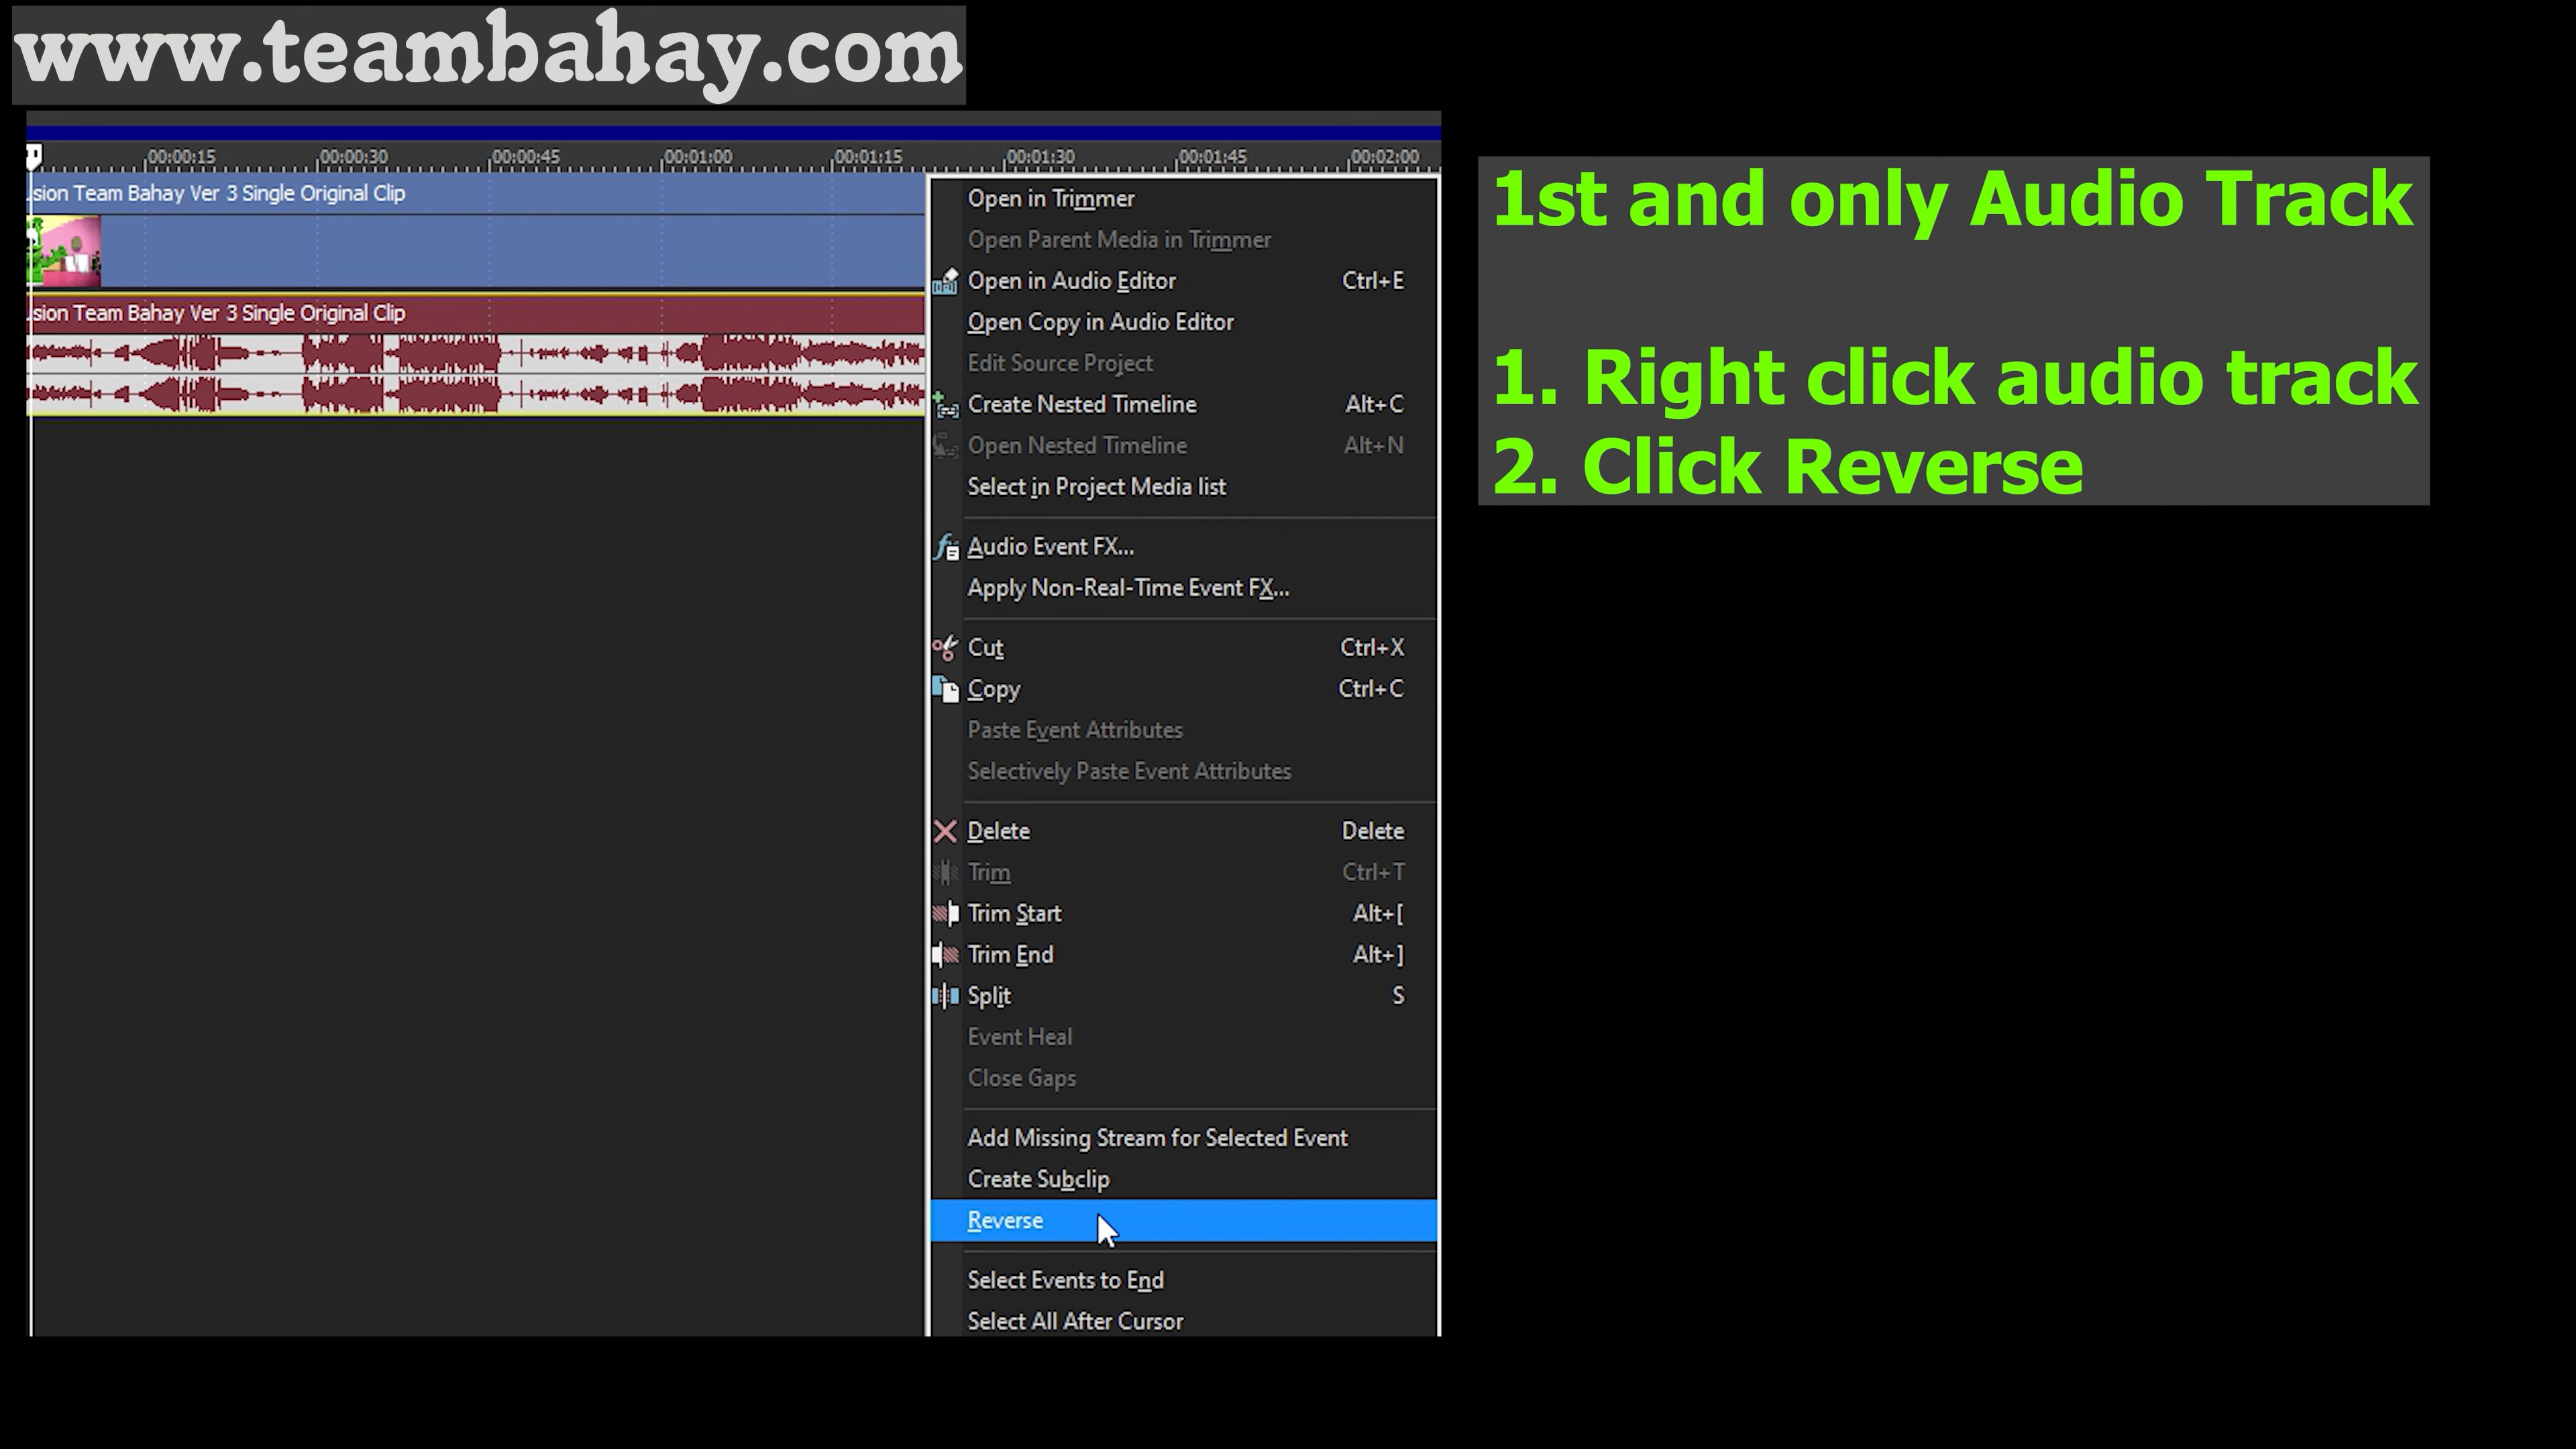 www.teambahay.com
00:00:15 00:00:30 00:00:45 00:01:00 00:01:15 00:01:30 00:01:45 00:02:00
sion Team Bahay Ver 3 Single Original Clip
sion Team Bahay Ver 3 Single Original Clip
Open in Trimmer
Open Parent Media in Trimmer
Open in Audio Editor Ctrl+E
Open Copy in Audio Editor
Edit Source Project
Create Nested Timeline Alt+C
Open Nested Timeline Alt+N
Select in Project Media list
Audio Event FX...
Apply Non-Real-Time Event FX...
Cut Ctrl+X
Copy Ctrl+C
Paste Event Attributes
Selectively Paste Event Attributes
Delete Delete
Trim Ctrl+T
Trim Start Alt+[
Trim End Alt+]
Split S
Event Heal
Close Gaps
Add Missing Stream for Selected Event
Create Subclip
Reverse
Select Events to End
Select All After Cursor
1st and only Audio Track
1. Right click audio track
2. Click Reverse